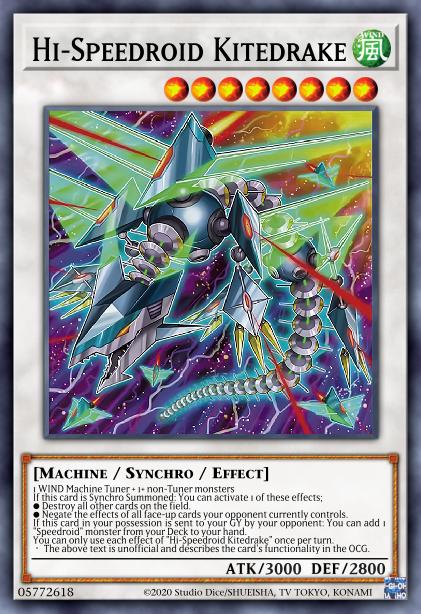 Hi-Speedroid Kitedrake
WIND
風
[Machine / Synchro / Effect]
1 WIND Machine Tuner + 1+ non-Tuner monsters
If this card is Synchro Summoned: You can activate 1 of these effects;
● Destroy all other cards on the field.
● Negate the effects of all face-up cards your opponent currently controls.
If this card in your possession is sent to your GY by your opponent: You can add 1
"Speedroid" monster from your Deck to your hand.
You can only use each effect of "Hi-Speedroid Kitedrake" once per turn.
· The above text is unofficial and describes the card's functionality in the OCG.
ATK/3000 DEF/2800
05772618
©2020 Studio Dice/SHUEISHA, TV TOKYO, KONAMI